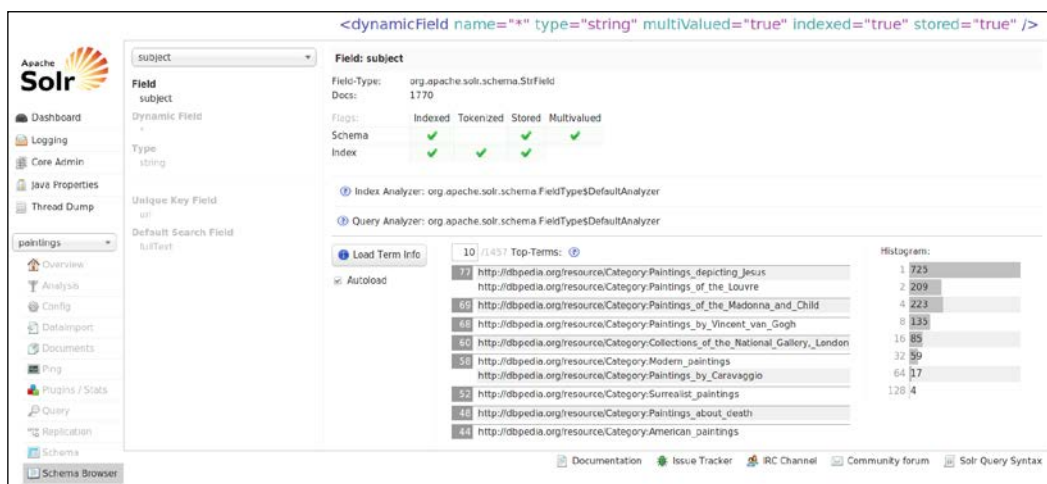 <dynamicField name="*" type="string" multiValued="true" indexed="true" stored="true" />
Apache
Solr
Dashboard
Logging
Core Admin
Java Properties
Thread Dump
paintings
Overview
Analysis
Config
Dataimport
Documents
Ping
Plugins / Stats
Query
Replication
Schema
Schema Browser
subject
Field
subject
Dynamic Field
*
Type
string
Unique Key Field
uri
Default Search Field
fullText
Field: subject
Field-Type: org.apache.solr.schema.StrField
Docs: 1770
Flags: Indexed Tokenized Stored Multivalued
Schema
Index
Index Analyzer: org.apache.solr.schema.FieldType$DefaultAnalyzer
Query Analyzer: org.apache.solr.schema.FieldType$DefaultAnalyzer
Load Term Info
Autoload
10 /1457 Top-Terms:
77 http://dbpedia.org/resource/Category:Paintings_depicting_Jesus
http://dbpedia.org/resource/Category:Paintings_of_the_Louvre
69 http://dbpedia.org/resource/Category:Paintings_of_the_Madonna_and_Child
68 http://dbpedia.org/resource/Category:Paintings_by_Vincent_van_Gogh
60 http://dbpedia.org/resource/Category:Collections_of_the_National_Gallery,_London
58 http://dbpedia.org/resource/Category:Modern_paintings
http://dbpedia.org/resource/Category:Paintings_by_Caravaggio
52 http://dbpedia.org/resource/Category:Surrealist_paintings
48 http://dbpedia.org/resource/Category:Paintings_about_death
44 http://dbpedia.org/resource/Category:American_paintings
Histogram:
1 725
2 209
4 223
8 135
16 85
32 59
64 17
128 4
Documentation Issue Tracker IRC Channel Community forum Solr Query Syntax